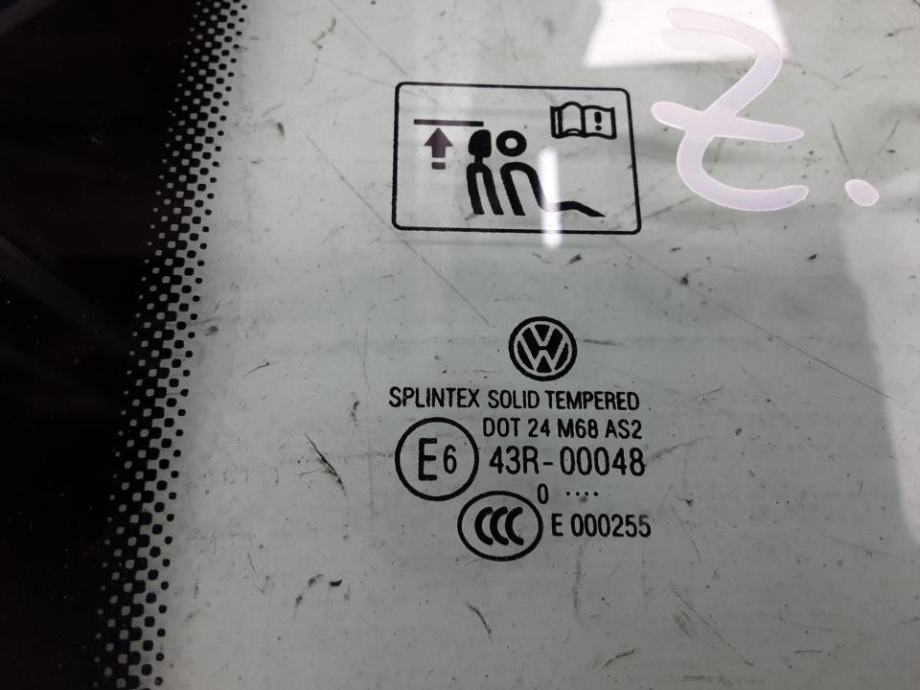 Z.
!
SPLINTEX SOLID TEMPERED
DOT 24 M68 AS2
E6 43R-00048
0 ....
CCC E 000255